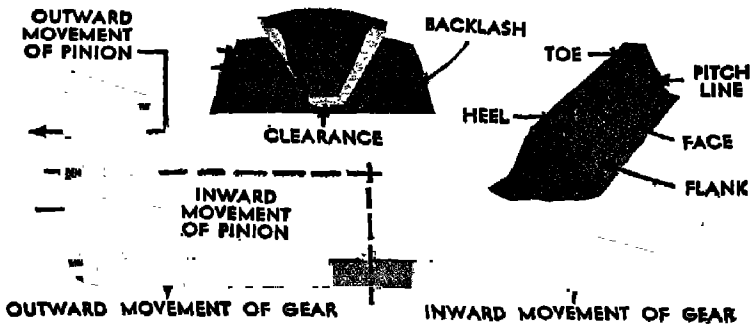 OUTWARD
MOVEMENT
OF PINION
BACKLASH
CLEARANCE
TOE
PITCH
LINE
HEEL
FACE
FLANK
INWARD
MOVEMENT
OF PINION
OUTWARD MOVEMENT OF GEAR
INWARD MOVEMENT OF GEAR